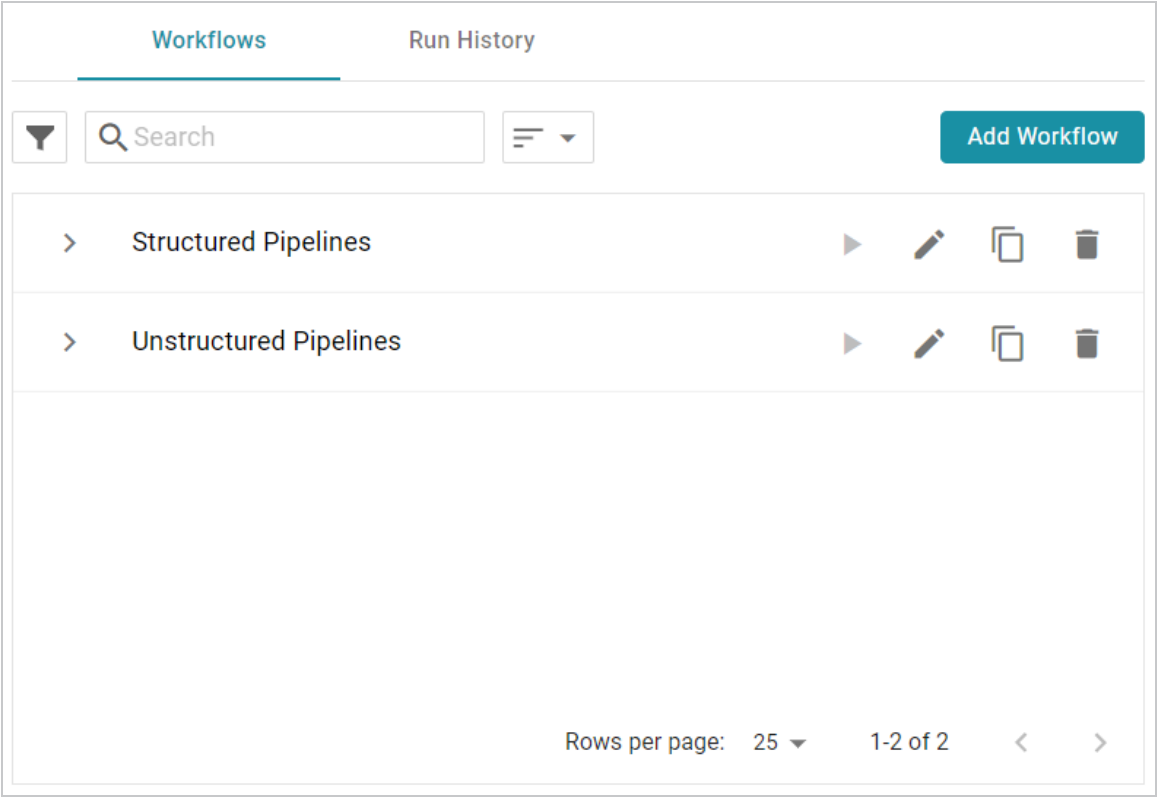 Workflows Run History
Search Add Workflow
Structured Pipelines
Unstructured Pipelines
Rows per page: 25 1-2 of 2